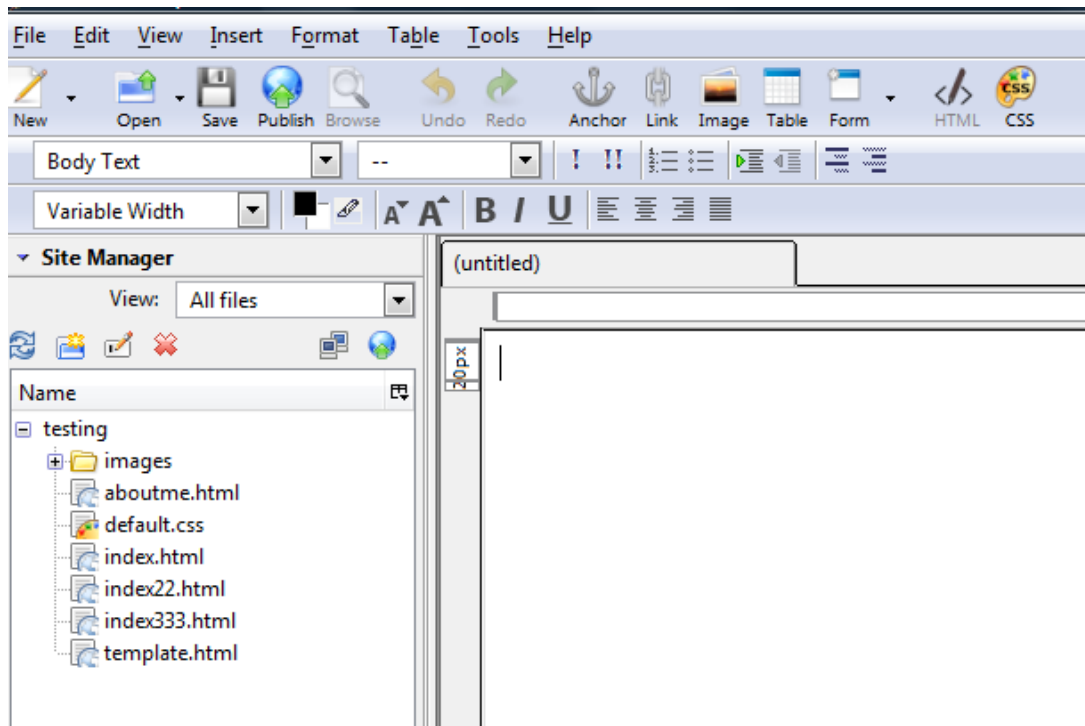 File Edit View Insert Format Table Tools Help
New Open Save Publish Browse Undo Redo Anchor Link Image Table Form HTML CSS
Body Text --
Variable Width
Site Manager
(untitled)
View: All files
20px
Name
testing
images
aboutme.html
default.css
index.html
index22.html
index333.html
template.html